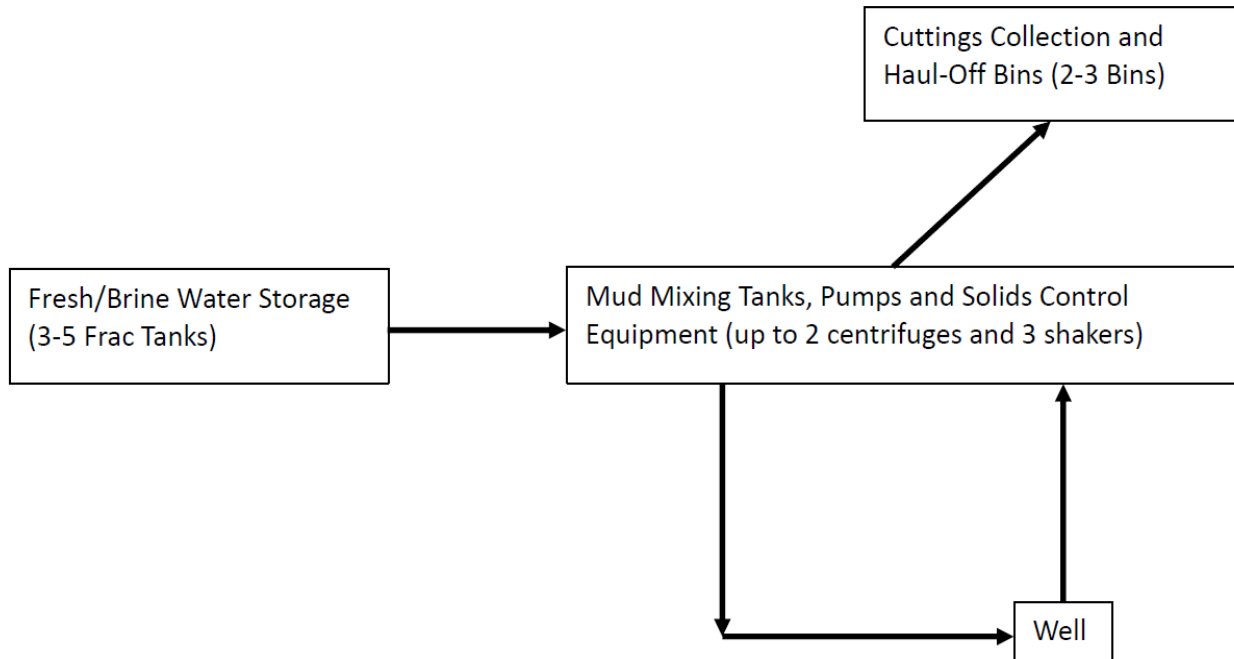 Cuttings Collection and
Haul-Off Bins (2-3 Bins)
Fresh/Brine Water Storage
(3-5 Frac Tanks)
Mud Mixing Tanks, Pumps and Solids Control
Equipment (up to 2 centrifuges and 3 shakers)
Well